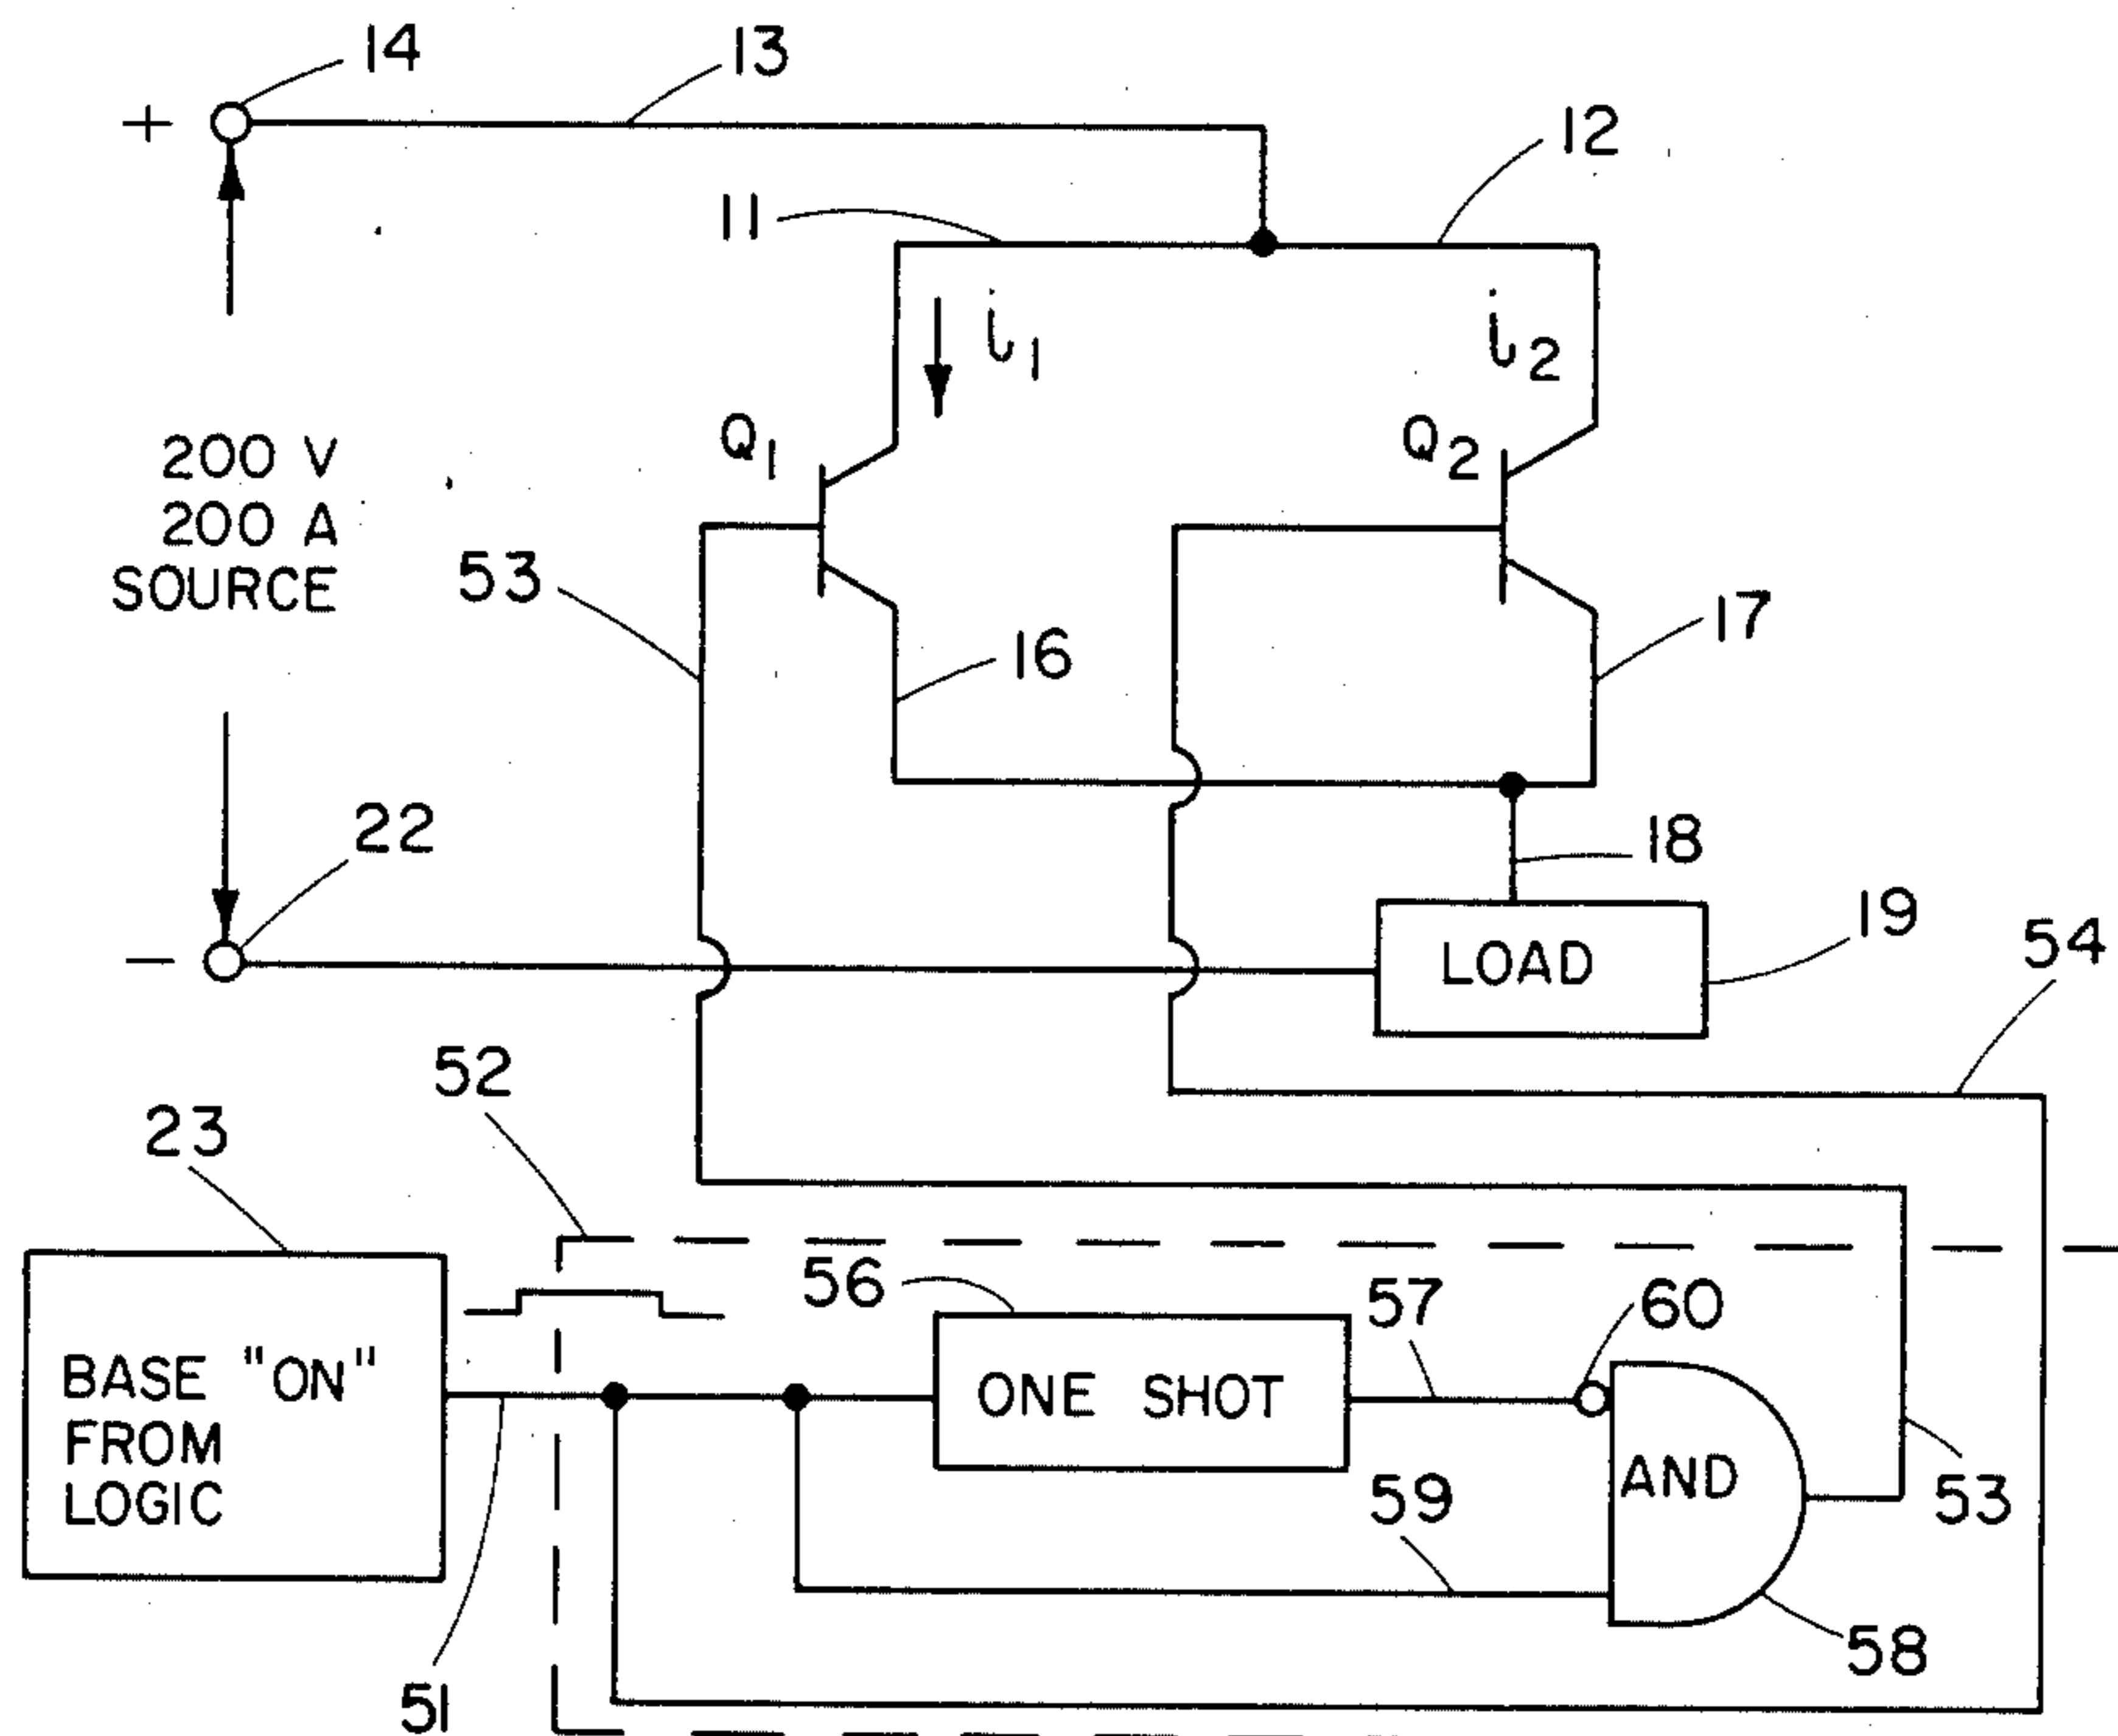 14
13
+
12
11
i1
i2
Q1
Q2
200 V
200 A
SOURCE
53
16
17
22
18
19
54
-
LOAD
52
23
56
57
60
BASE "ON"
FROM
LOGIC
ONE SHOT
AND
59
53
58
51